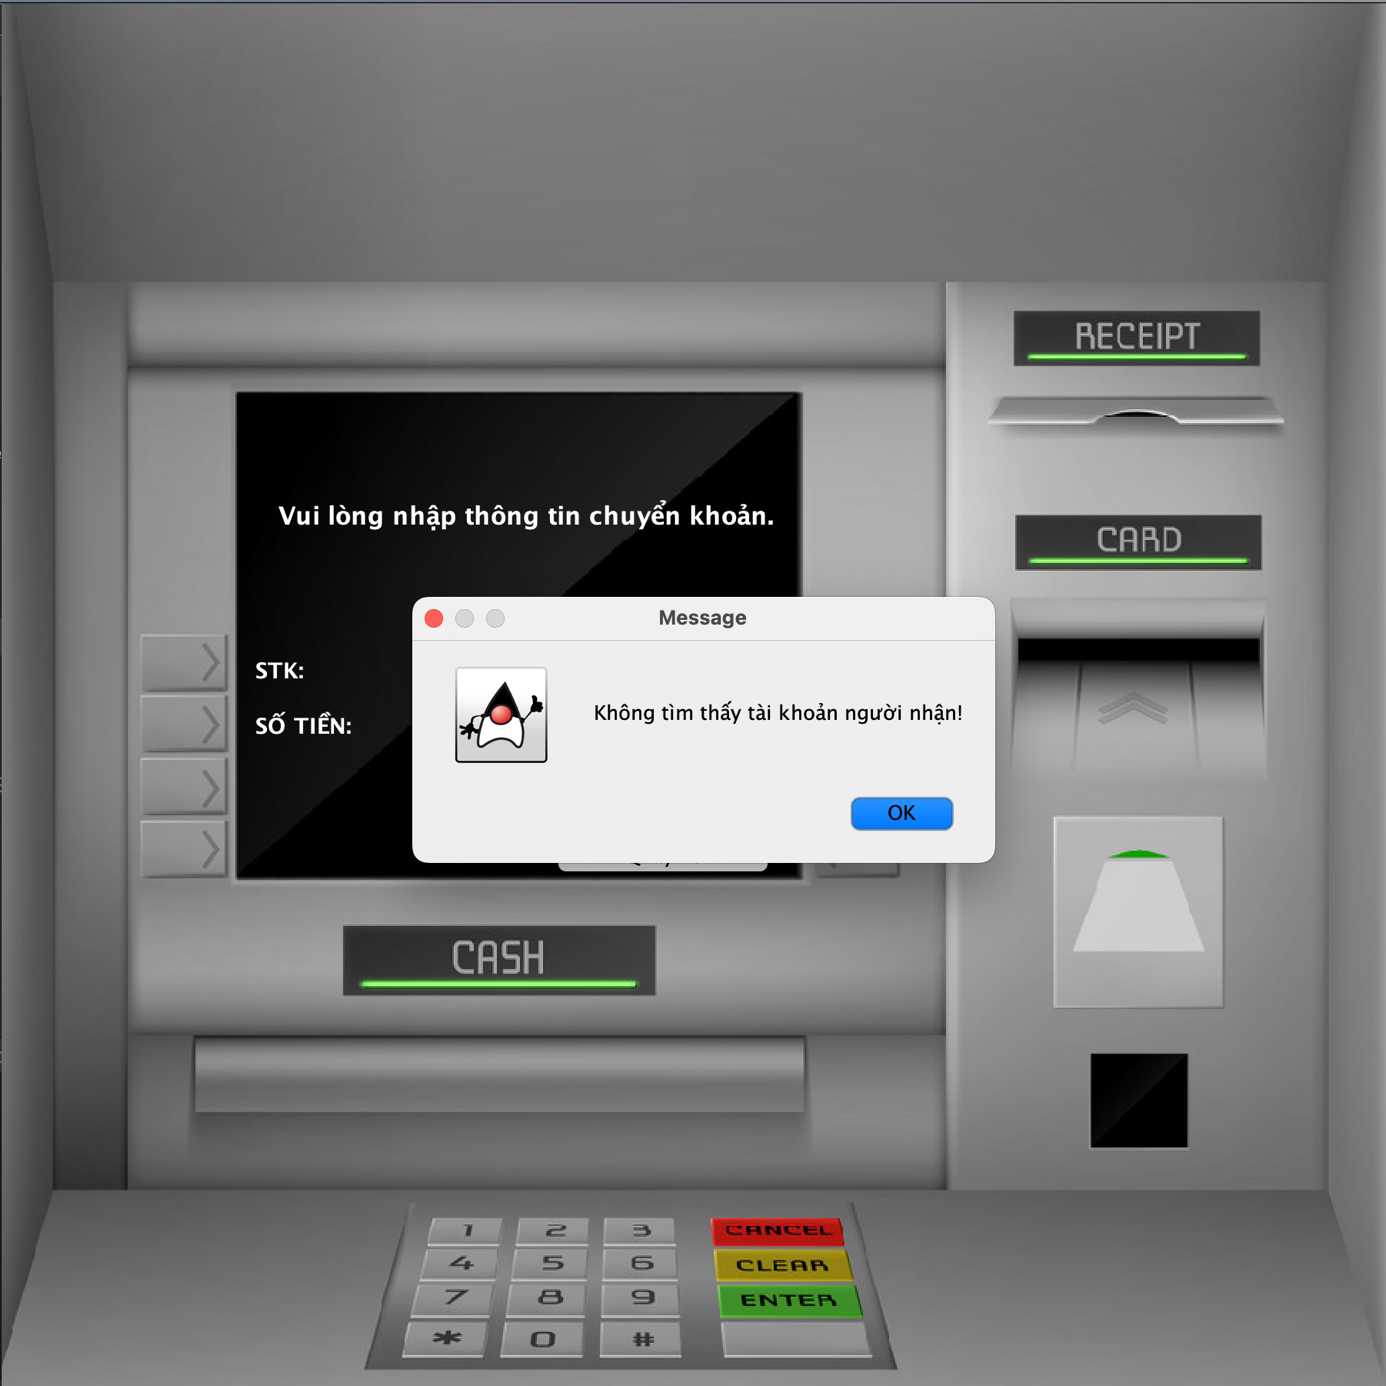 RECEIPT
Vui lòng nhập thông tin chuyển khoản.
CARD
Message
STK:
Không tìm thấy tài khoản người nhận!
SỐ TIỀN:
OK
CASH
1 2 3 CANCEL
4 5 6 CLEAR
7 8 9 ENTER
* 0 #